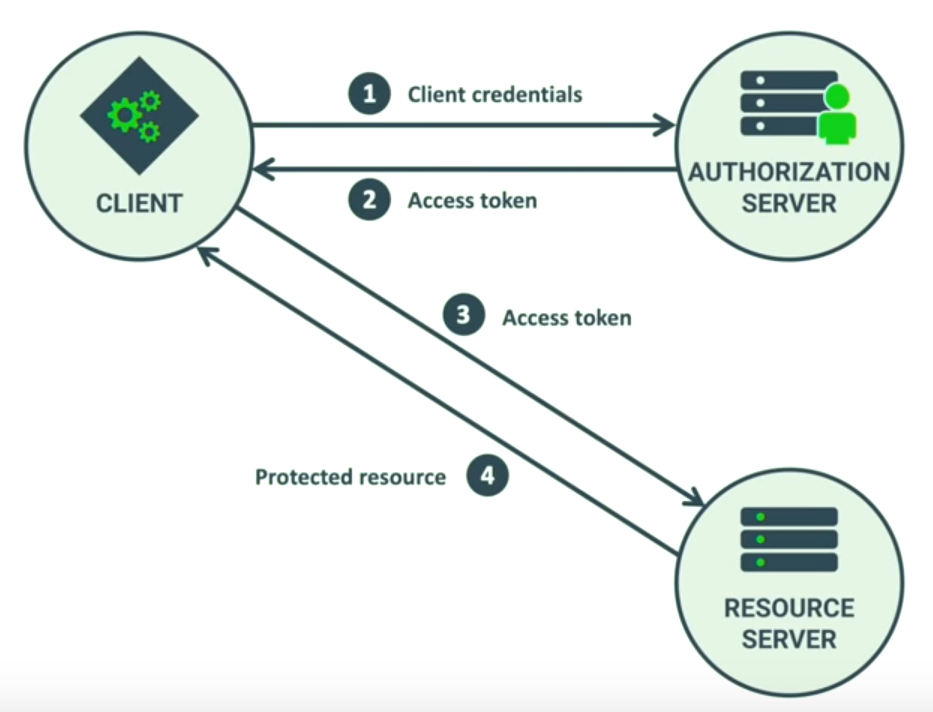 1 Client credentials
CLIENT
AUTHORIZATION
SERVER
2 Access token
3 Access token
Protected resource 4
RESOURCE
SERVER